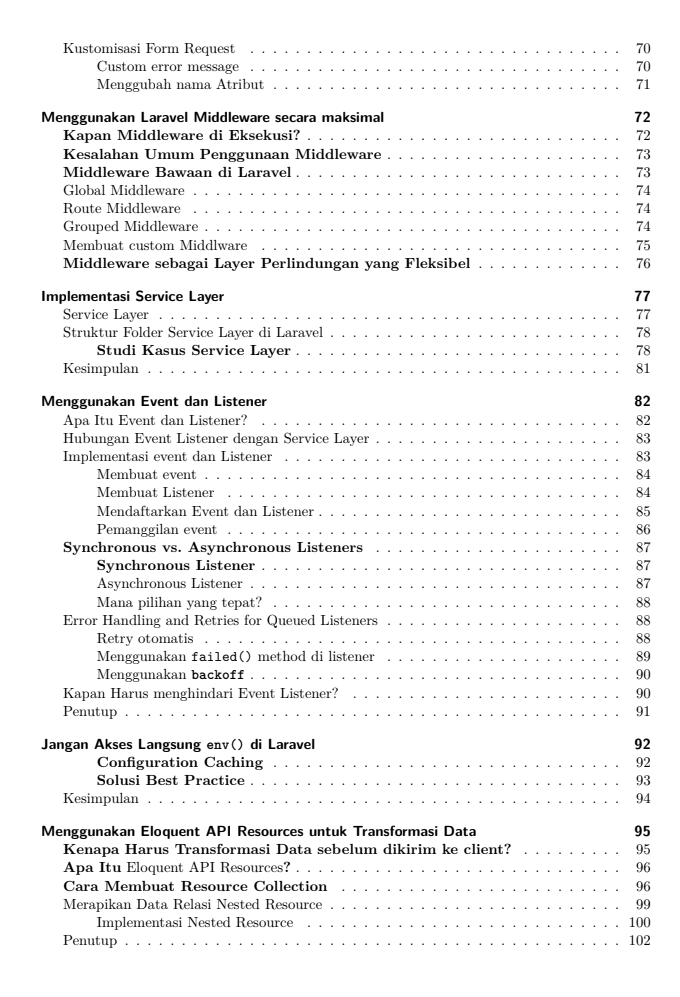 Kustomisasi Form Request . . . . . . . . . . . . . . . . . . . . . . . . . . . . . . . . . 70
Custom error message . . . . . . . . . . . . . . . . . . . . . . . . . . . . . . . . . 70
Menggubah nama Atribut . . . . . . . . . . . . . . . . . . . . . . . . . . . . . . . 71
Menggunakan Laravel Middleware secara maksimal 72
Kapan Middleware di Eksekusi? . . . . . . . . . . . . . . . . . . . . . . . . . . . . 72
Kesalahan Umum Penggunaan Middleware . . . . . . . . . . . . . . . . . . . . . 73
Middleware Bawaan di Laravel . . . . . . . . . . . . . . . . . . . . . . . . . . . . . 73
Global Middleware . . . . . . . . . . . . . . . . . . . . . . . . . . . . . . . . . . . . . 74
Route Middleware . . . . . . . . . . . . . . . . . . . . . . . . . . . . . . . . . . . . . 74
Grouped Middleware . . . . . . . . . . . . . . . . . . . . . . . . . . . . . . . . . . . . 74
Membuat custom Middlware . . . . . . . . . . . . . . . . . . . . . . . . . . . . . . . . 75
Middleware sebagai Layer Perlindungan yang Fleksibel . . . . . . . . . . . . . 76
Implementasi Service Layer 77
Service Layer . . . . . . . . . . . . . . . . . . . . . . . . . . . . . . . . . . . . . . . . 77
Struktur Folder Service Layer di Laravel . . . . . . . . . . . . . . . . . . . . . . . . . . 78
Studi Kasus Service Layer . . . . . . . . . . . . . . . . . . . . . . . . . . . . . 78
Kesimpulan . . . . . . . . . . . . . . . . . . . . . . . . . . . . . . . . . . . . . . . . . 81
Menggunakan Event dan Listener 82
Apa Itu Event dan Listener? . . . . . . . . . . . . . . . . . . . . . . . . . . . . . . . . 82
Hubungan Event Listener dengan Service Layer . . . . . . . . . . . . . . . . . . . . . . 83
Implementasi event dan Listener . . . . . . . . . . . . . . . . . . . . . . . . . . . . . . 83
Membuat event . . . . . . . . . . . . . . . . . . . . . . . . . . . . . . . . . . . . 84
Membuat Listener . . . . . . . . . . . . . . . . . . . . . . . . . . . . . . . . . . . 84
Mendaftarkan Event dan Listener . . . . . . . . . . . . . . . . . . . . . . . . . . . 85
Pemanggilan event . . . . . . . . . . . . . . . . . . . . . . . . . . . . . . . . . . . 86
Synchronous vs. Asynchronous Listeners . . . . . . . . . . . . . . . . . . . . . . 87
Synchronous Listener . . . . . . . . . . . . . . . . . . . . . . . . . . . . . . . . 87
Asynchronous Listener . . . . . . . . . . . . . . . . . . . . . . . . . . . . . . . . . 87
Mana pilihan yang tepat? . . . . . . . . . . . . . . . . . . . . . . . . . . . . . . . 88
Error Handling and Retries for Queued Listeners . . . . . . . . . . . . . . . . . . . . . 88
Retry otomatis . . . . . . . . . . . . . . . . . . . . . . . . . . . . . . . . . . . . 88
Menggunakan failed() method di listener . . . . . . . . . . . . . . . . . . . . . 89
Menggunakan backoff . . . . . . . . . . . . . . . . . . . . . . . . . . . . . . . . . 90
Kapan Harus menghindari Event Listener? . . . . . . . . . . . . . . . . . . . . . . . . 90
Penutup . . . . . . . . . . . . . . . . . . . . . . . . . . . . . . . . . . . . . . . . . . . 91
Jangan Akses Langsung env() di Laravel 92
Configuration Caching . . . . . . . . . . . . . . . . . . . . . . . . . . . . . . . 92
Solusi Best Practice . . . . . . . . . . . . . . . . . . . . . . . . . . . . . . . . . 93
Kesimpulan . . . . . . . . . . . . . . . . . . . . . . . . . . . . . . . . . . . . . . . . . 94
Menggunakan Eloquent API Resources untuk Transformasi Data 95
Kenapa Harus Transformasi Data sebelum dikirim ke client? . . . . . . . . . 95
Apa Itu Eloquent API Resources? . . . . . . . . . . . . . . . . . . . . . . . . . . . . . 96
Cara Membuat Resource Collection . . . . . . . . . . . . . . . . . . . . . . . . . 96
Merapikan Data Relasi Nested Resource . . . . . . . . . . . . . . . . . . . . . . . . . . 99
Implementasi Nested Resource . . . . . . . . . . . . . . . . . . . . . . . . . . . . 100
Penutup . . . . . . . . . . . . . . . . . . . . . . . . . . . . . . . . . . . . . . . . . . . 102